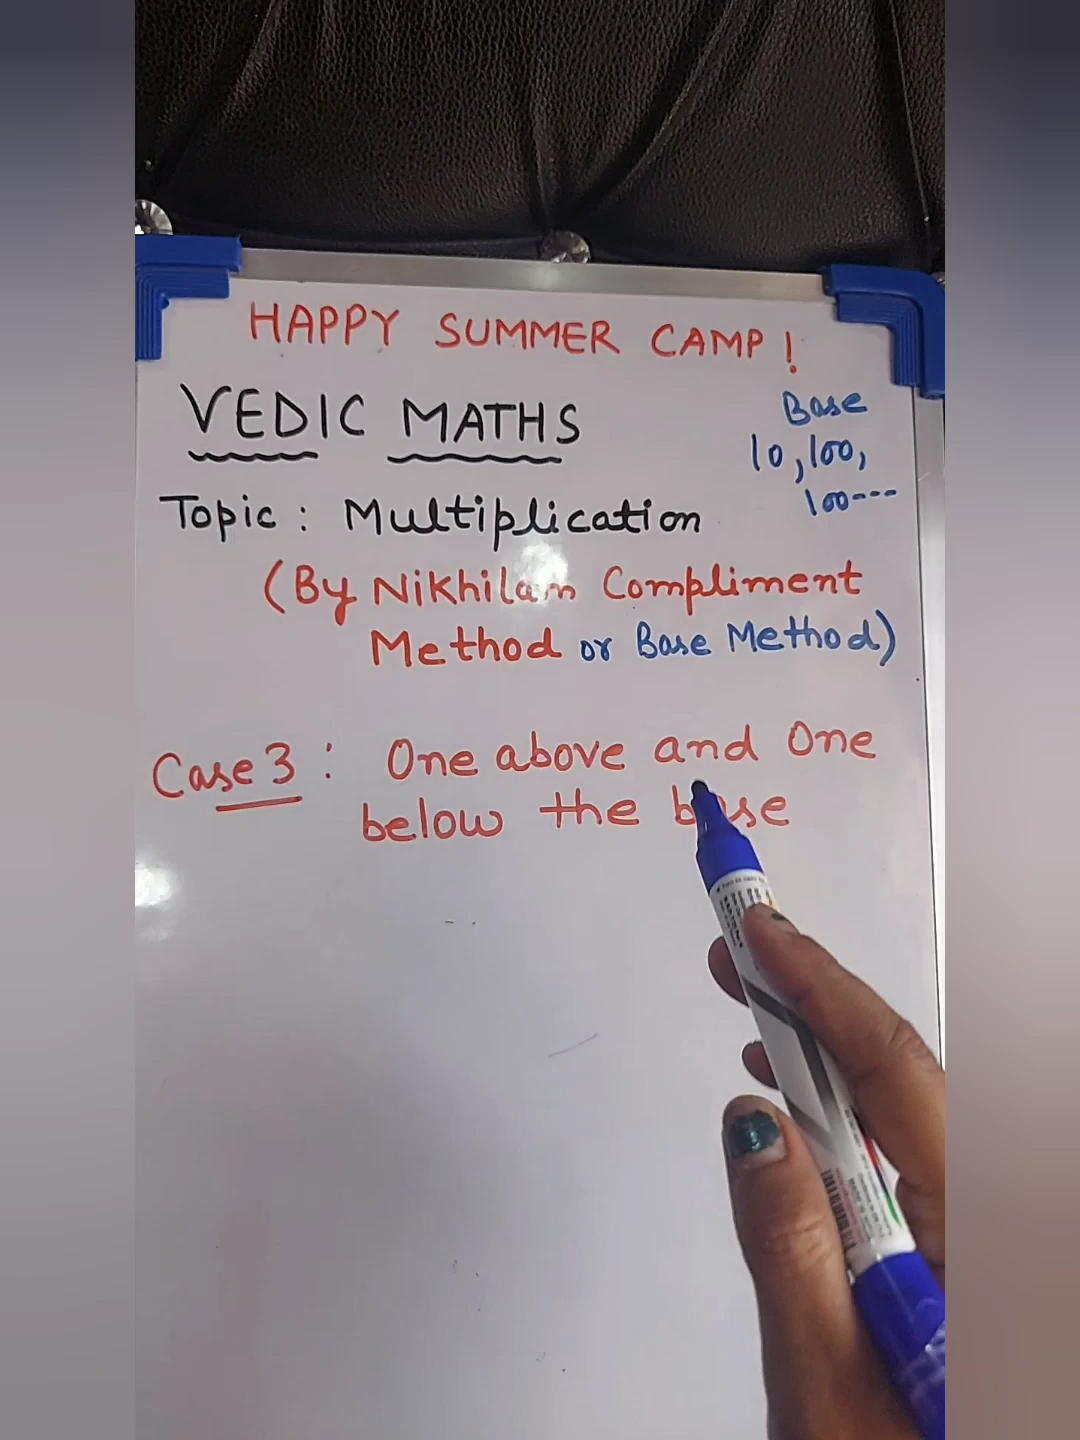 HAPPY SUMMER CAMP!
VEDIC MATHS
Base
10, 100,
100---
Topic: Multiplication
(By Nikhilam Compliment
Method or Base Method)
Case 3: One above and One
below the base